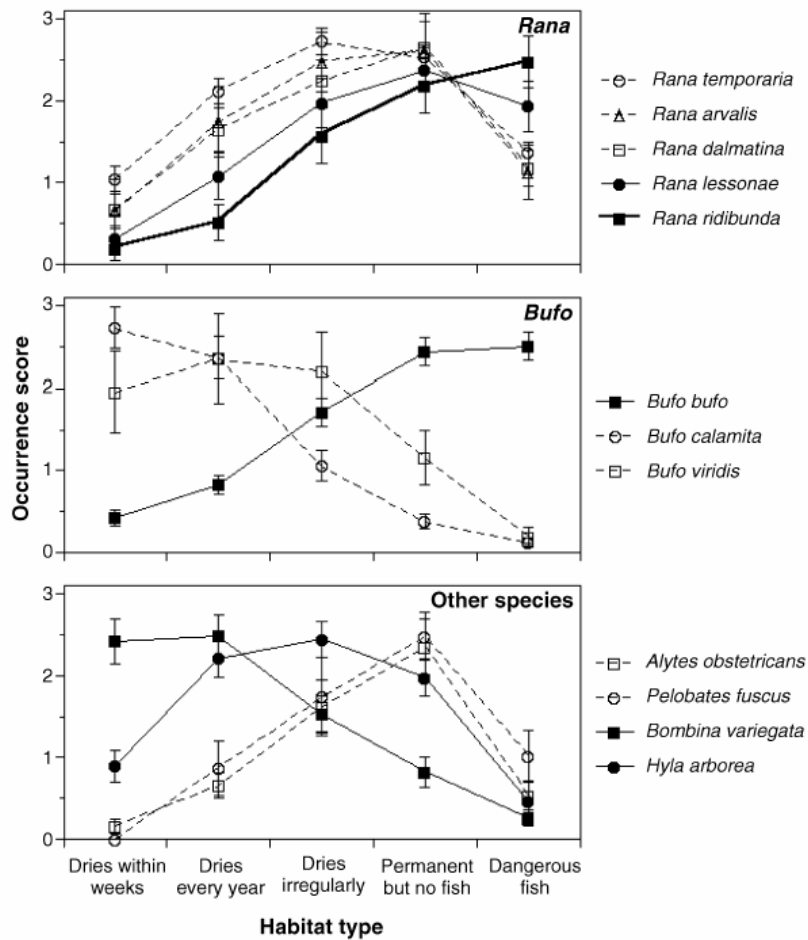 3
2
1
0
Rana
Rana temporaria
Rana arvalis
Rana dalmatina
Rana lessonae
Rana ridibunda
3
2
1
0
Bufo
Bufo bufo
Bufo calamita
Bufo viridis
Occurrence score
3
2
1
0
Other species
Alytes obstetricans
Pelobates fuscus
Bombina variegata
Hyla arborea
Dries within
weeks
Dries
every year
Dries
irregularly
Permanent
but no fish
Dangerous
fish
Habitat type